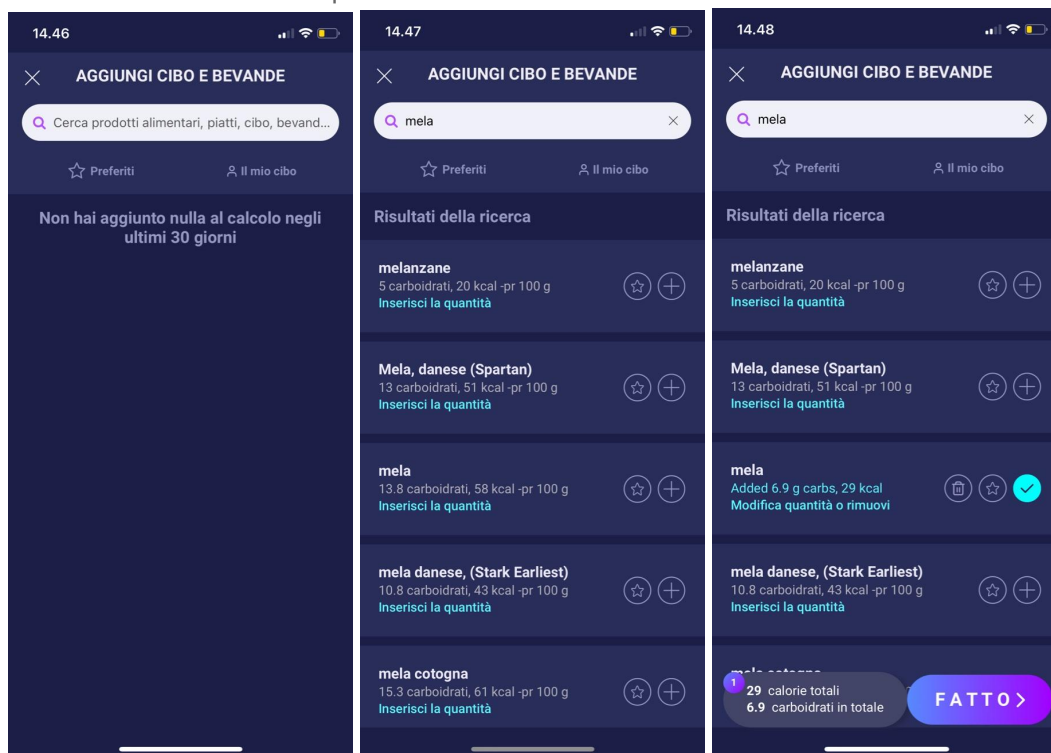 14.46
AGGIUNGI CIBO E BEVANDE
Cerca prodotti alimentari, piatti, cibo, bevand...
Preferiti
Il mio cibo
Non hai aggiunto nulla al calcolo negli
ultimi 30 giorni
14.47
AGGIUNGI CIBO E BEVANDE
mela
Preferiti
Il mio cibo
Risultati della ricerca
melanzane
5 carboidrati, 20 kcal -pr 100 g
Inserisci la quantità
Mela, danese (Spartan)
13 carboidrati, 51 kcal -pr 100 g
Inserisci la quantità
mela
13.8 carboidrati, 58 kcal -pr 100 g
Inserisci la quantità
mela danese, (Stark Earliest)
10.8 carboidrati, 43 kcal -pr 100 g
Inserisci la quantità
mela cotogna
15.3 carboidrati, 61 kcal -pr 100 g
Inserisci la quantità
14.48
AGGIUNGI CIBO E BEVANDE
mela
Preferiti
Il mio cibo
Risultati della ricerca
melanzane
5 carboidrati, 20 kcal -pr 100 g
Inserisci la quantità
Mela, danese (Spartan)
13 carboidrati, 51 kcal -pr 100 g
Inserisci la quantità
mela
Added 6.9 g carbs, 29 kcal
Modifica quantità o rimuovi
mela danese, (Stark Earliest)
10.8 carboidrati, 43 kcal -pr 100 g
Inserisci la quantità
1
29 calorie totali
6.9 carboidrati in totale
FATTO